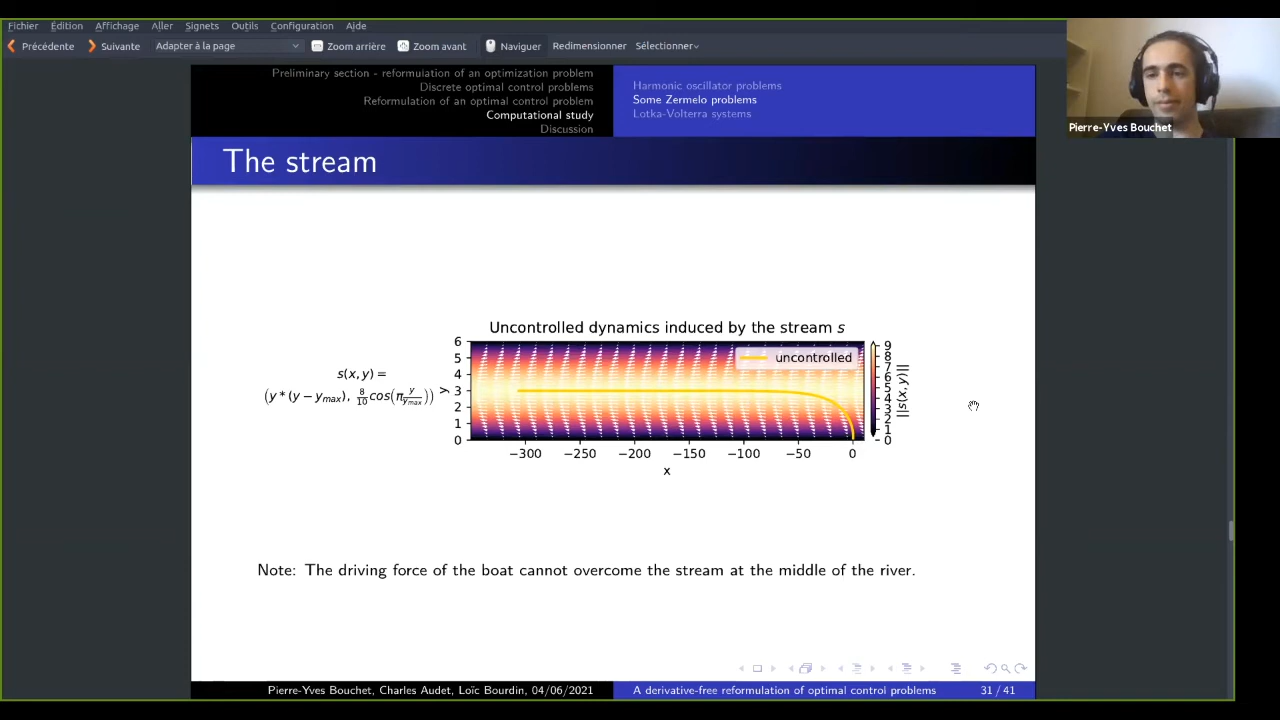 Fichier Édition Affichage Aller Signets Outils Configuration Aide
Précédente Suivante Adapter à la page Zoom arrière Zoom avant Naviguer Redimensionner Sélectionner
Pierre-Yves Bouchet
Preliminary section - reformulation of an optimization problem
Discrete optimal control problems
Reformulation of an optimal control problem
Computational study
Discussion
Harmonic oscillator problems
Some Zermelo problems
Lotka-Volterra systems
The stream
Uncontrolled dynamics induced by the stream s
s(x, y) =
(y * (y − y_max), 8/10 cos(π y/y_max))
y
6
5
4
3
2
1
0
uncontrolled
−300 −250 −200 −150 −100 −50 0
x
9
8
7
6
5
4
3
2
1
0
||s(x, y)||
Note: The driving force of the boat cannot overcome the stream at the middle of the river.
Pierre-Yves Bouchet, Charles Audet, Loïc Bourdin, 04/06/2021 A derivative-free reformulation of optimal control problems 31 / 41